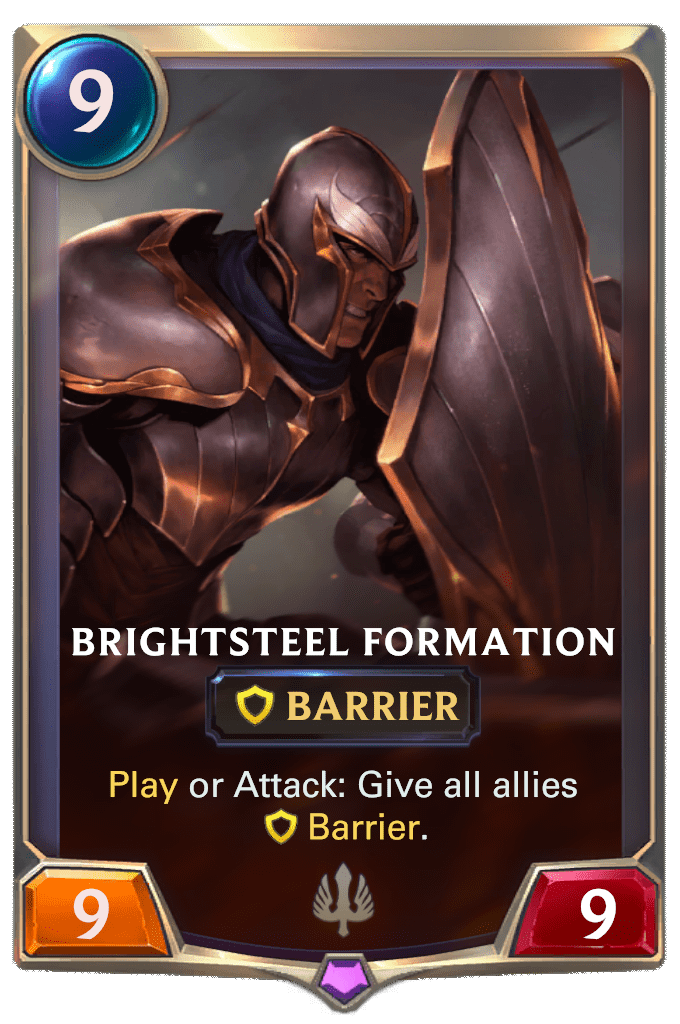 9
BRIGHTSTEEL FORMATION
BARRIER
Play or Attack: Give all allies
Barrier.
9 9